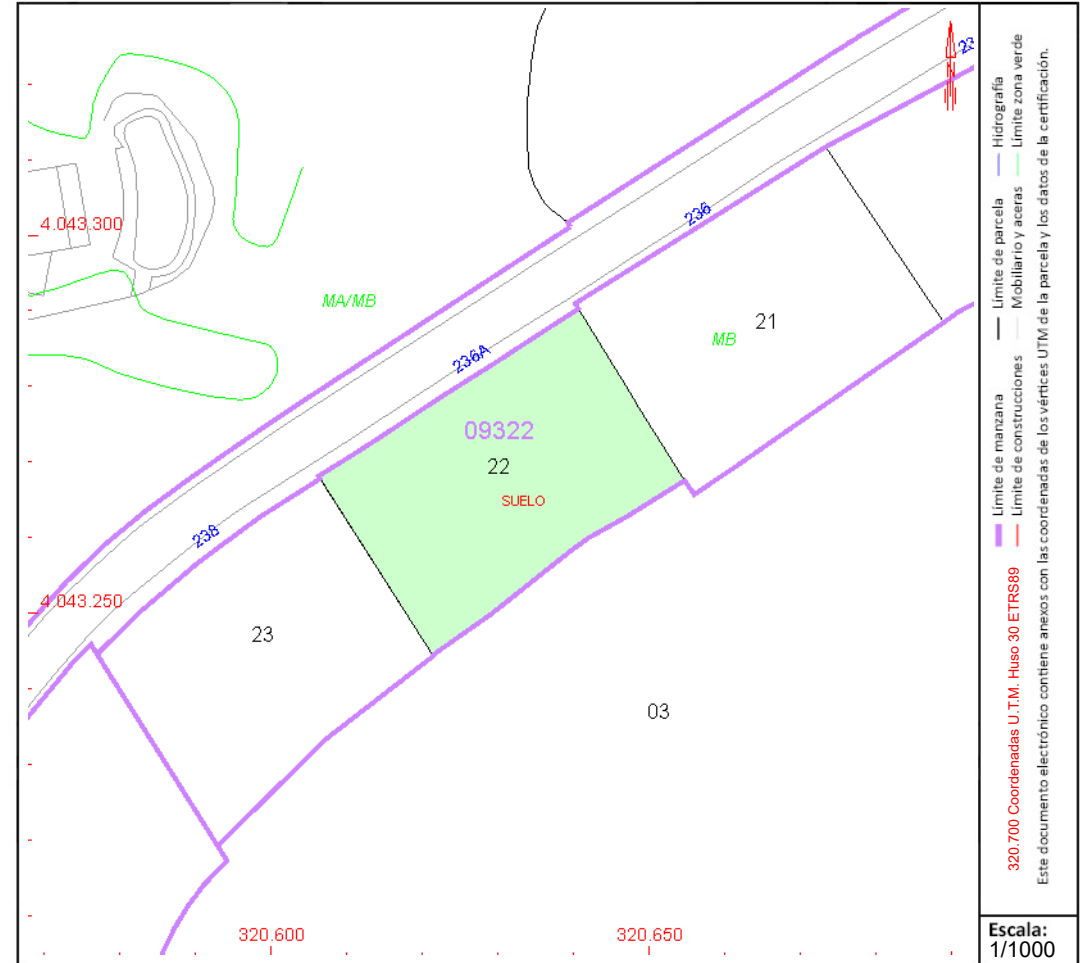 23
4.043.300
236
MA/MB
21
MB
236A
09322
22
SUELO
238
4.043.250
23
03
320.600
320.650
Hidrografía
Límite zona verde
Límite de parcela
Mobiliario y aceras
Límite de manzana
Límite de construcciones
320.700 Coordenadas U.T.M. Huso 30 ETRS89
Este documento electrónico contiene anexos con las coordenadas de los vértices UTM de la parcela y los datos de la certificación.
Escala:
1/1000